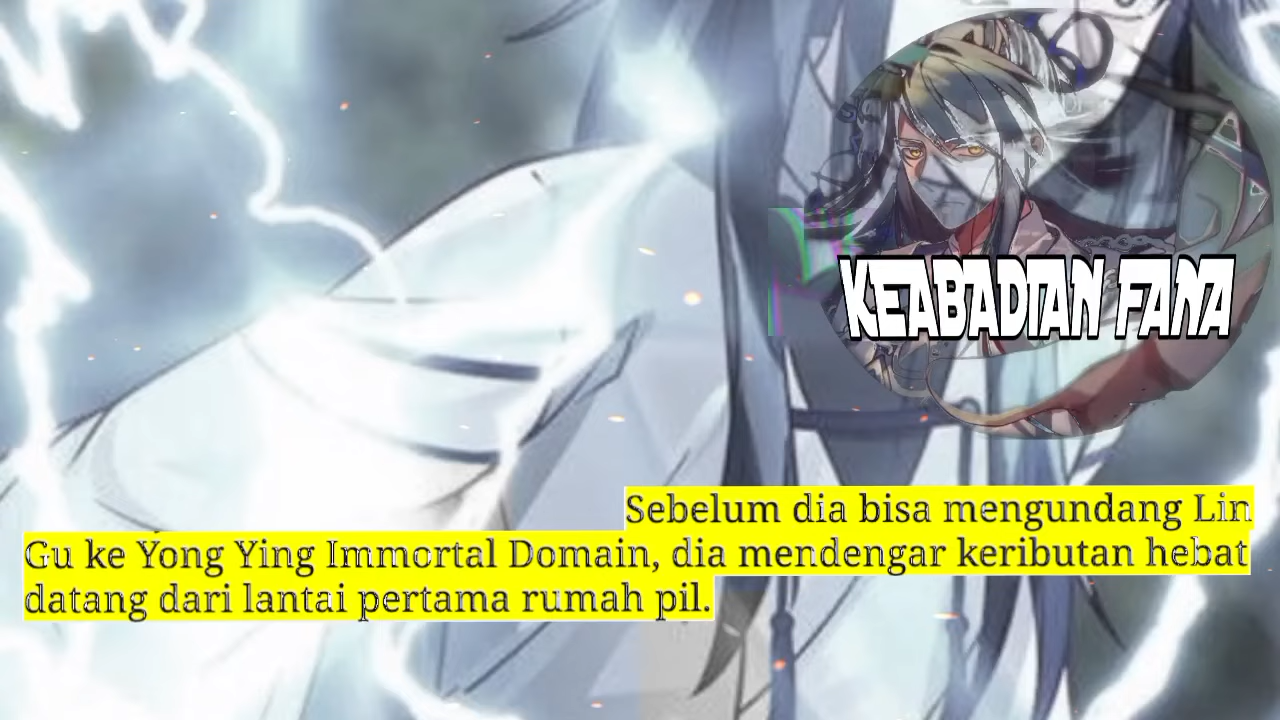 KEABADIAN FANA
Sebelum dia bisa mengundang Lin
Gu ke Yong Ying Immortal Domain, dia mendengar keributan hebat
datang dari lantai pertama rumah pil.